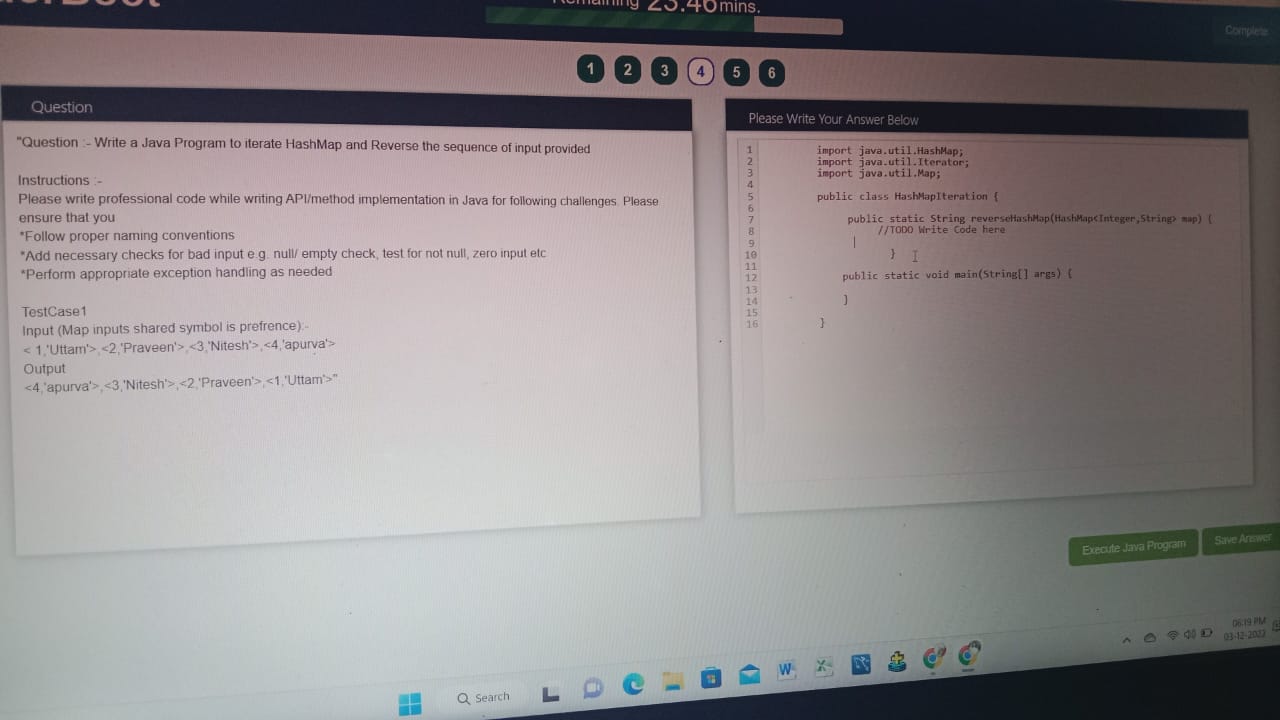 Remaining 23.46mins.
Complete
1 2 3 4 5 6
Question
"Question :- Write a Java Program to iterate HashMap and Reverse the sequence of input provided
Instructions :-
Please write professional code while writing API/method implementation in Java for following challenges. Please
ensure that you
*Follow proper naming conventions
*Add necessary checks for bad input e.g. null/ empty check, test for not null, zero input etc
*Perform appropriate exception handling as needed
TestCase1
Input (Map inputs shared symbol is prefrence):-
< 1,'Uttam'>,<2,'Praveen'>,<3,'Nitesh'>,<4,'apurva'>
Output
<4,'apurva'>,<3,'Nitesh'>,<2,'Praveen'>,<1,'Uttam'>"
Please Write Your Answer Below
1 import java.util.HashMap;
2 import java.util.Iterator;
3 import java.util.Map;
4
5 public class HashMapIteration {
6
7 public static String reverseHashMap(HashMap<Integer,String> map) {
8 //TODO Write Code here
9
10 }
11
12 public static void main(String[] args) {
13
14 }
15
16 }
Execute Java Program
Save Answer
Search
06:19 PM
03-12-2022